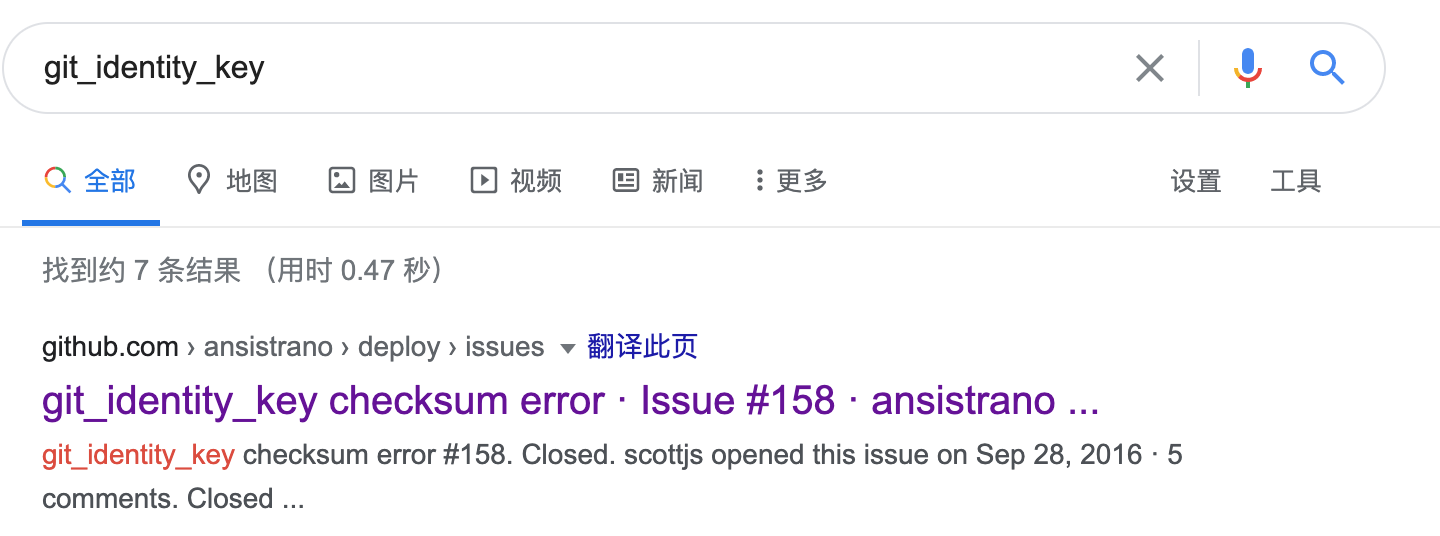 git_identity_key
全部 地图 图片 视频 新闻 更多 设置 工具
找到约 7 条结果 （用时 0.47 秒）
github.com › ansistrano › deploy › issues 翻译此页
git_identity_key checksum error · Issue #158 · ansistrano ...
git_identity_key checksum error #158. Closed. scottjs opened this issue on Sep 28, 2016 · 5
comments. Closed ...